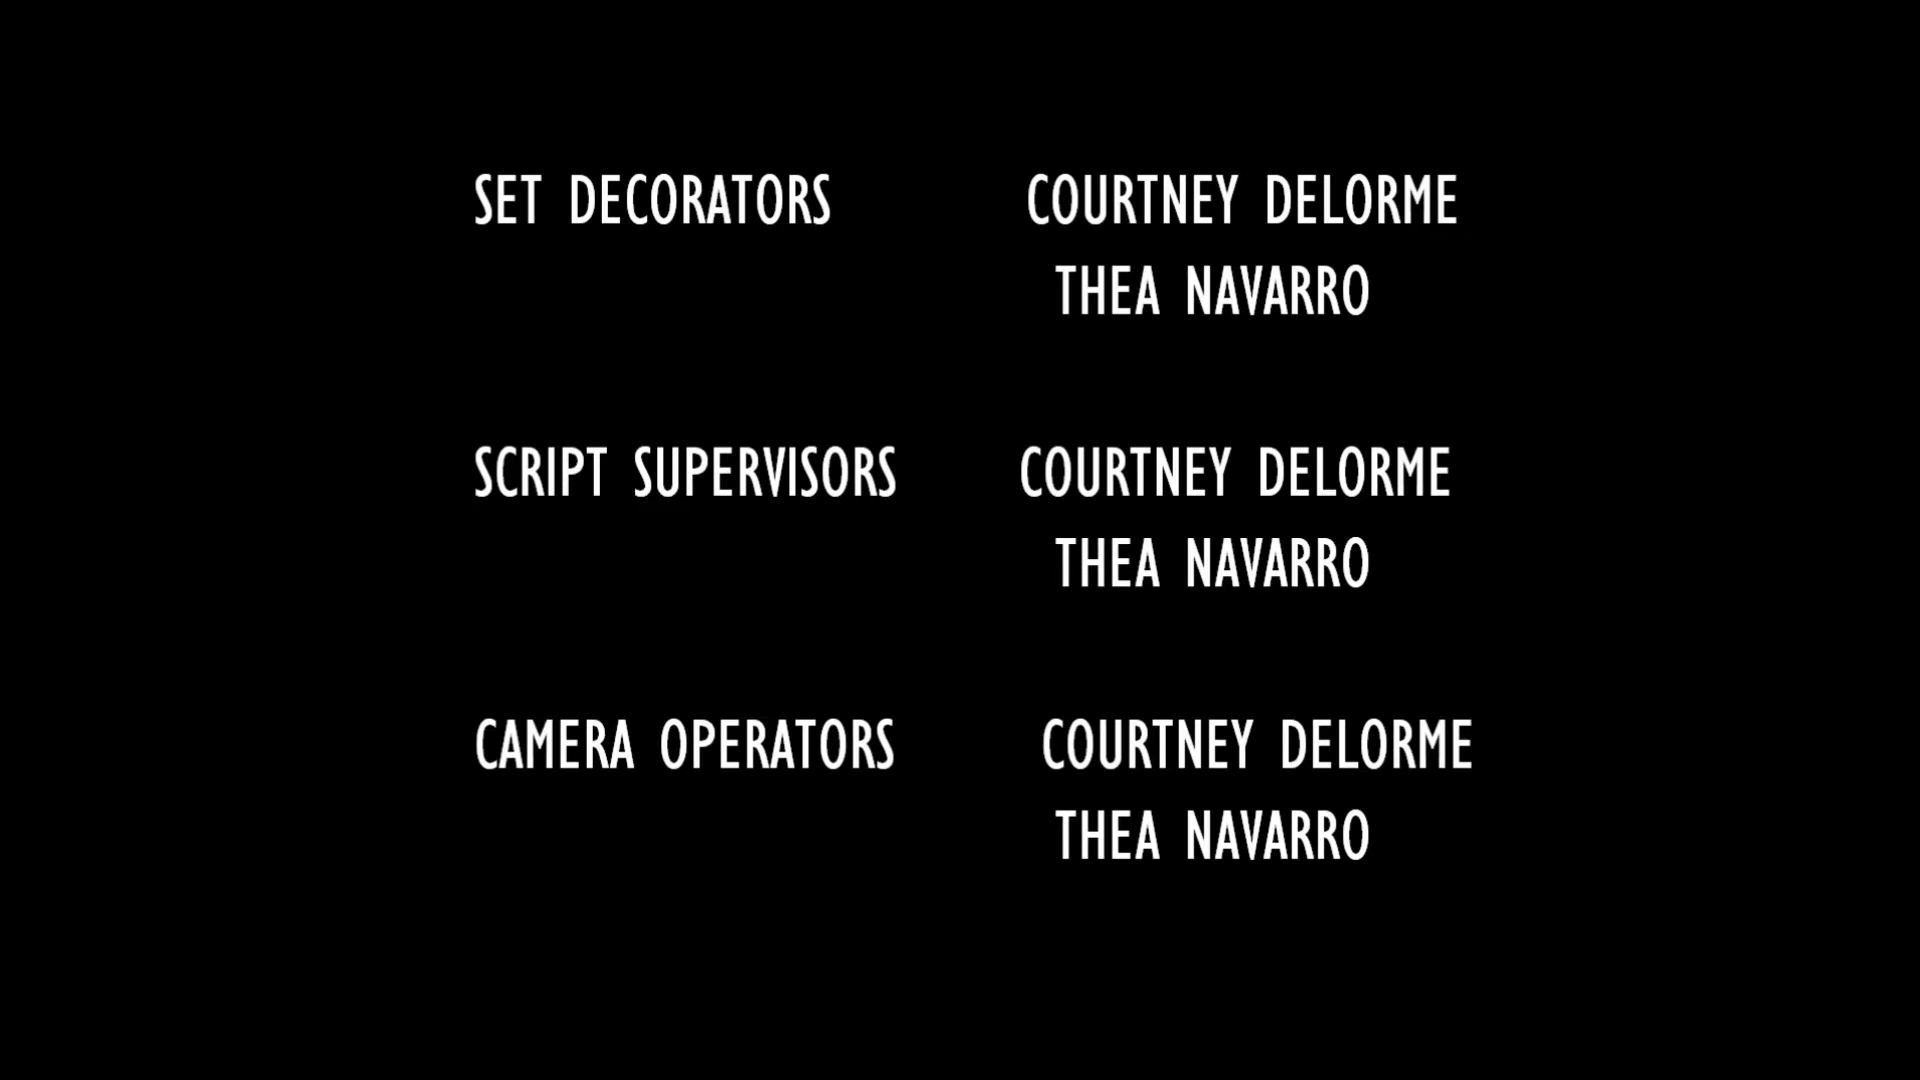 SET DECORATORS COURTNEY DELORME
THEA NAVARRO
SCRIPT SUPERVISORS COURTNEY DELORME
THEA NAVARRO
CAMERA OPERATORS COURTNEY DELORME
THEA NAVARRO